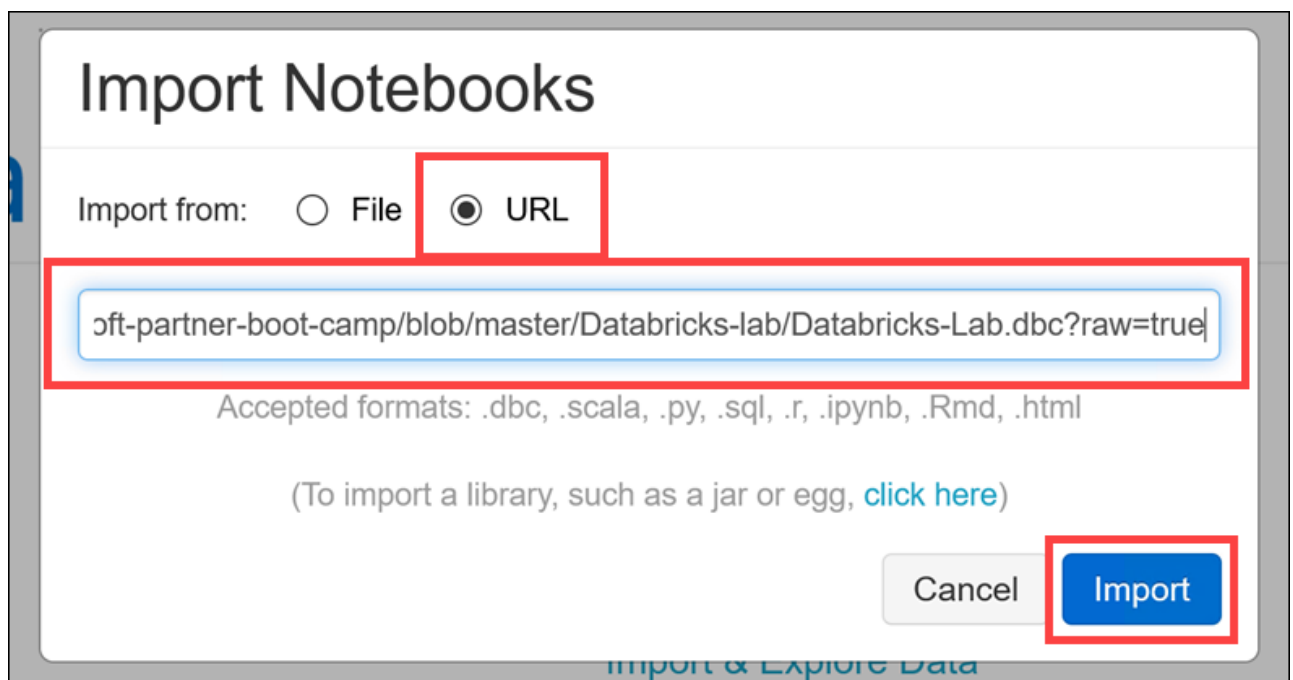 Import Notebooks
Import from: File URL
oft-partner-boot-camp/blob/master/Databricks-lab/Databricks-Lab.dbc?raw=true
Accepted formats: .dbc, .scala, .py, .sql, .r, .ipynb, .Rmd, .html
(To import a library, such as a jar or egg, click here)
Cancel Import
Import & Explore Data